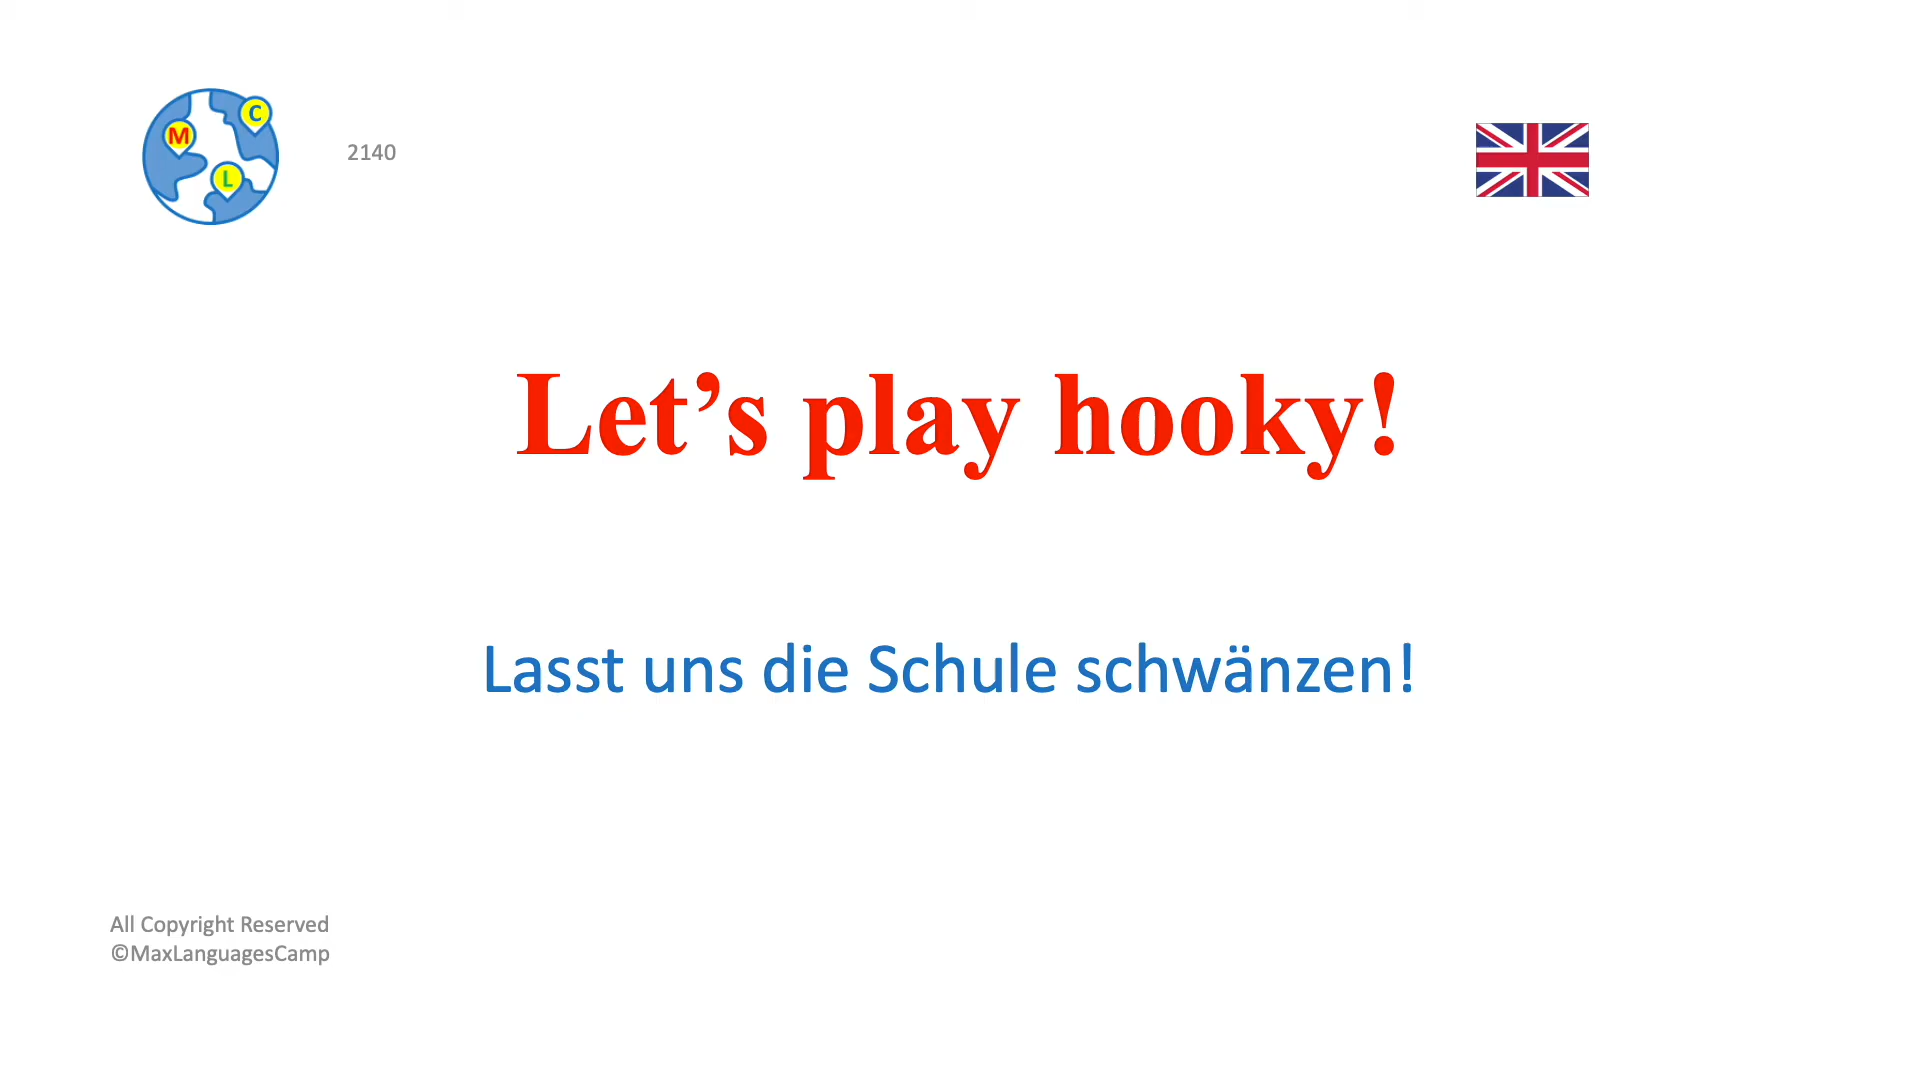 C
M
L
2140
Let’s play hooky!
Lasst uns die Schule schwänzen!
All Copyright Reserved
©MaxLanguagesCamp